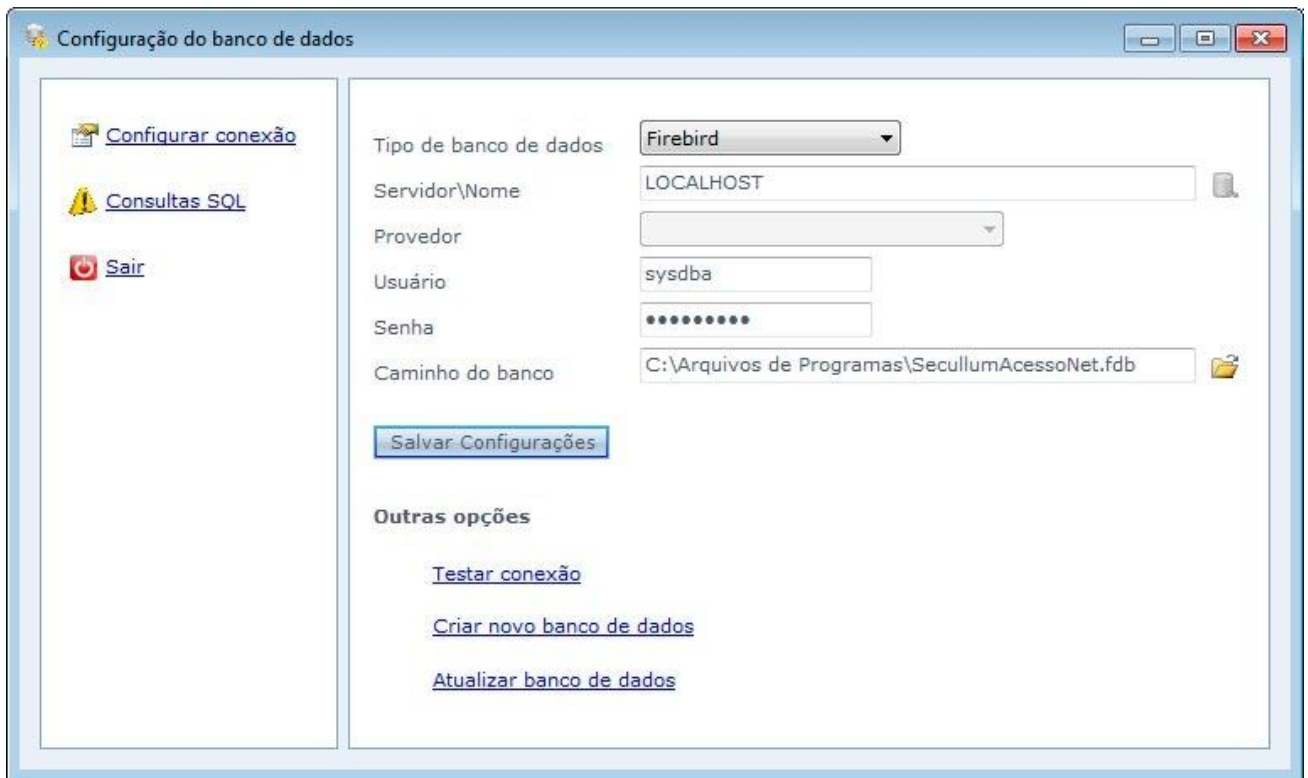 Configuração do banco de dados
Configurar conexão
Consultas SQL
Sair
Tipo de banco de dados Firebird
Servidor\Nome LOCALHOST
Provedor
Usuário sysdba
Senha •••••••••
Caminho do banco C:\Arquivos de Programas\SecullumAcessoNet.fdb
Salvar Configurações
Outras opções
Testar conexão
Criar novo banco de dados
Atualizar banco de dados